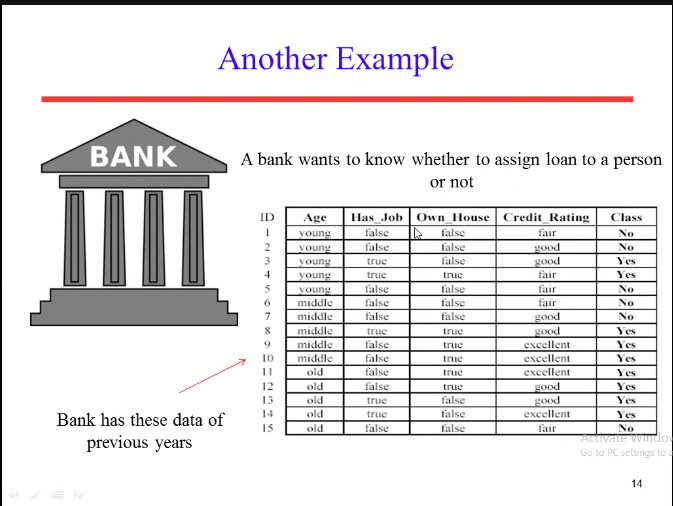 Another Example
BANK
A bank wants to know whether to assign loan to a person
or not
ID Age Has_Job Own_House Credit_Rating Class
1 young false false fair No
2 young false false good No
3 young true false good Yes
4 young true true fair Yes
5 young false false fair No
6 middle false false fair No
7 middle false false good No
8 middle true true good Yes
9 middle false true excellent Yes
10 middle false true excellent Yes
11 old false true excellent Yes
12 old false true good Yes
13 old true false good Yes
14 old true false excellent Yes
15 old false false fair No
Bank has these data of
previous years
Activate Window
Go to PC settings to a
14